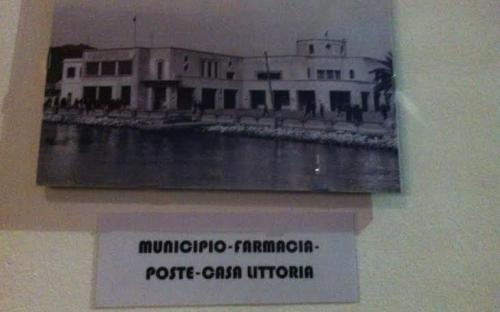 MUNICIPIO-FARMACIA-
POSTE-CASA LITTORIA